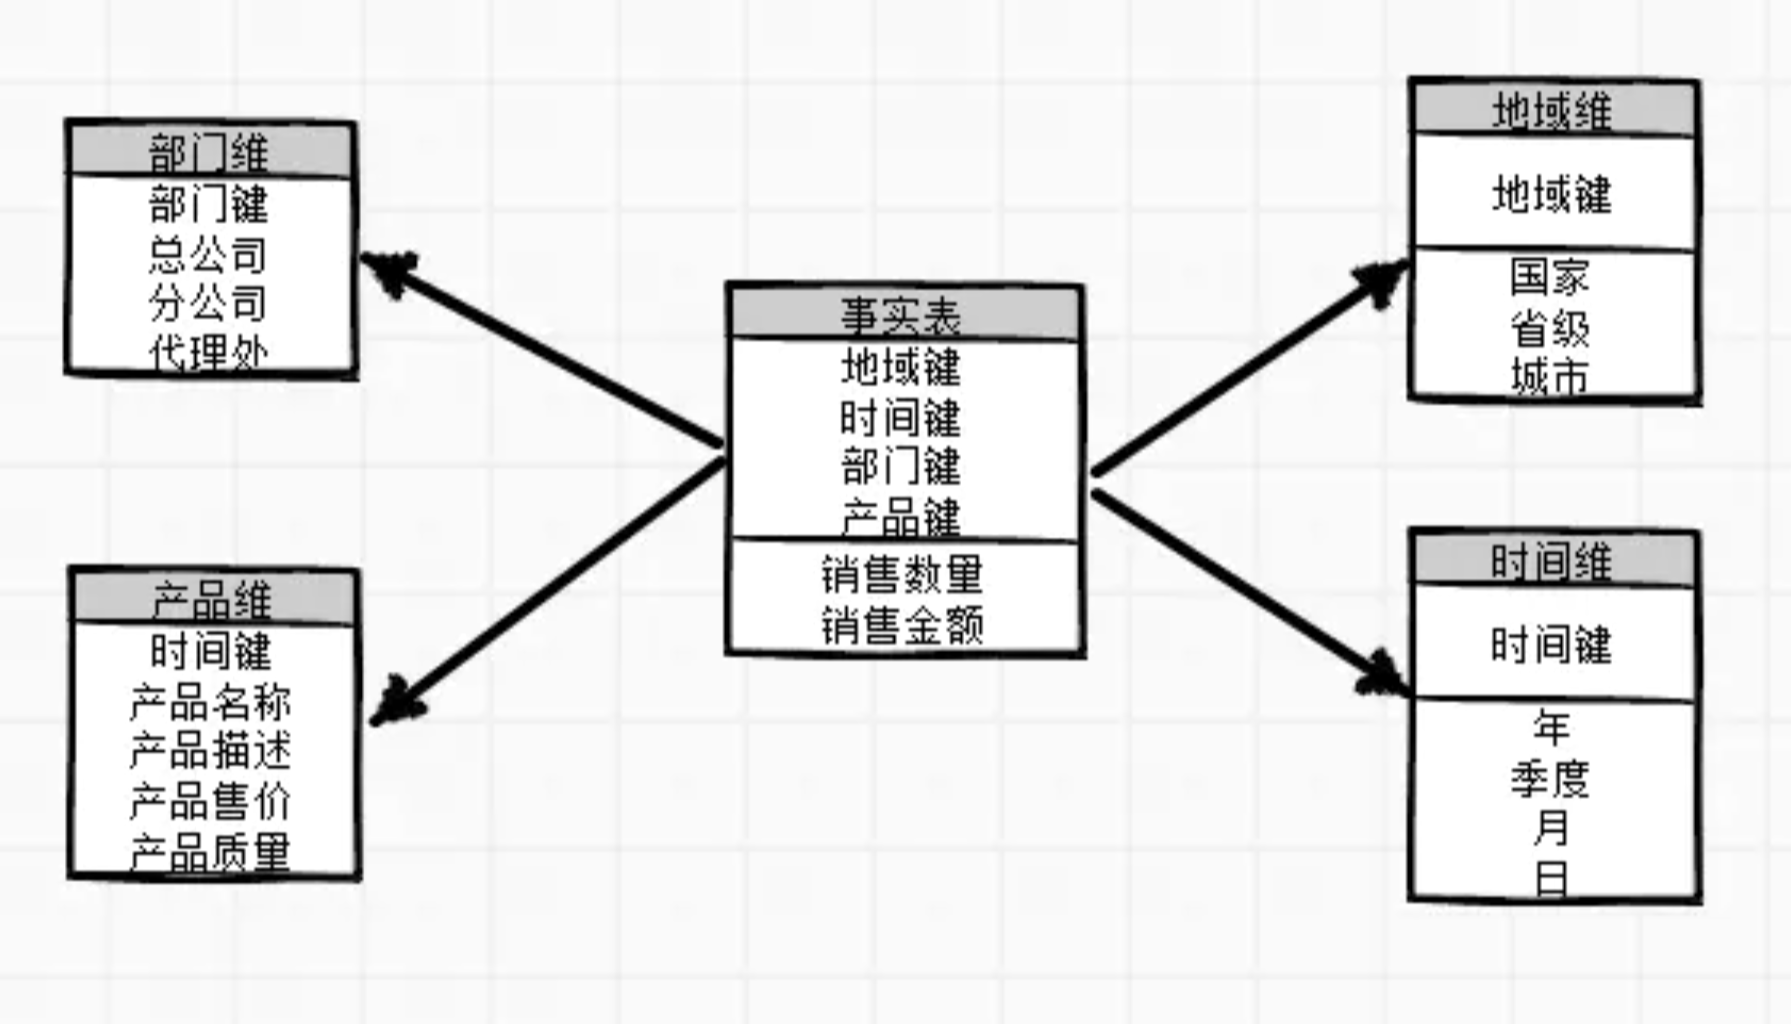 部门维
部门键
总公司
分公司
代理处
产品维
时间键
产品名称
产品描述
产品售价
产品质量
事实表
地域键
时间键
部门键
产品键
销售数量
销售金额
地域维
地域键
国家
省级
城市
时间维
时间键
年
季度
月
日